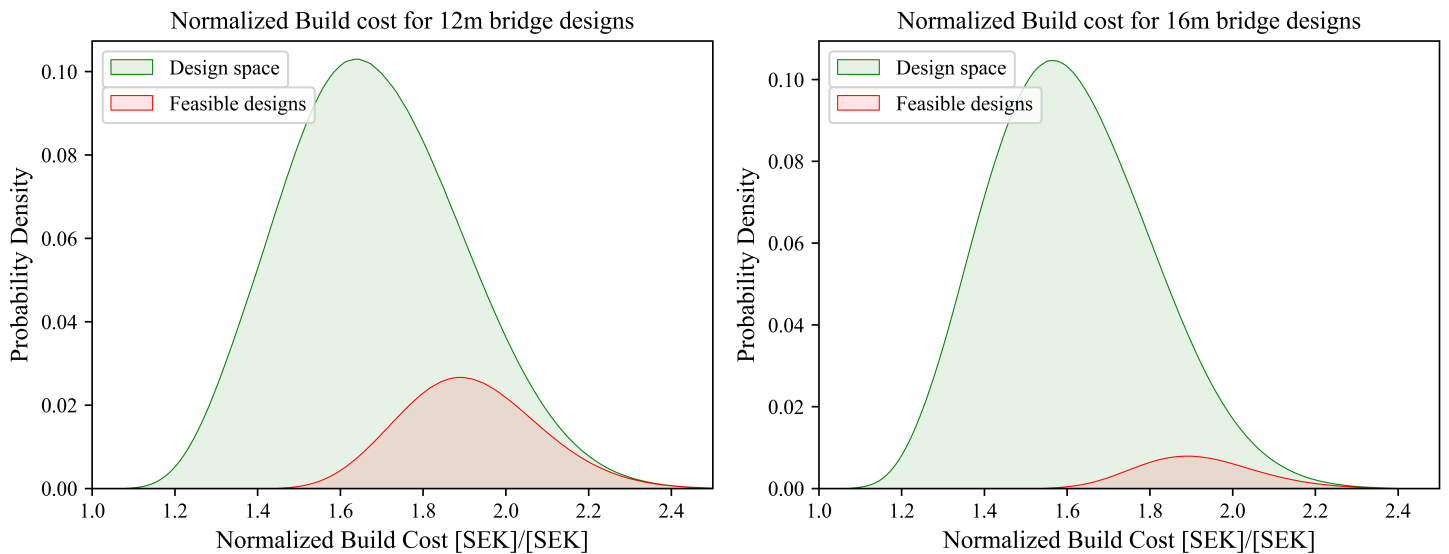 Normalized Build cost for 12m bridge designs
Design space
Feasible designs
Probability Density
0.10
0.08
0.06
0.04
0.02
0.00
1.0 1.2 1.4 1.6 1.8 2.0 2.2 2.4
Normalized Build Cost [SEK]/[SEK]
Normalized Build cost for 16m bridge designs
Design space
Feasible designs
Probability Density
0.10
0.08
0.06
0.04
0.02
0.00
1.0 1.2 1.4 1.6 1.8 2.0 2.2 2.4
Normalized Build Cost [SEK]/[SEK]